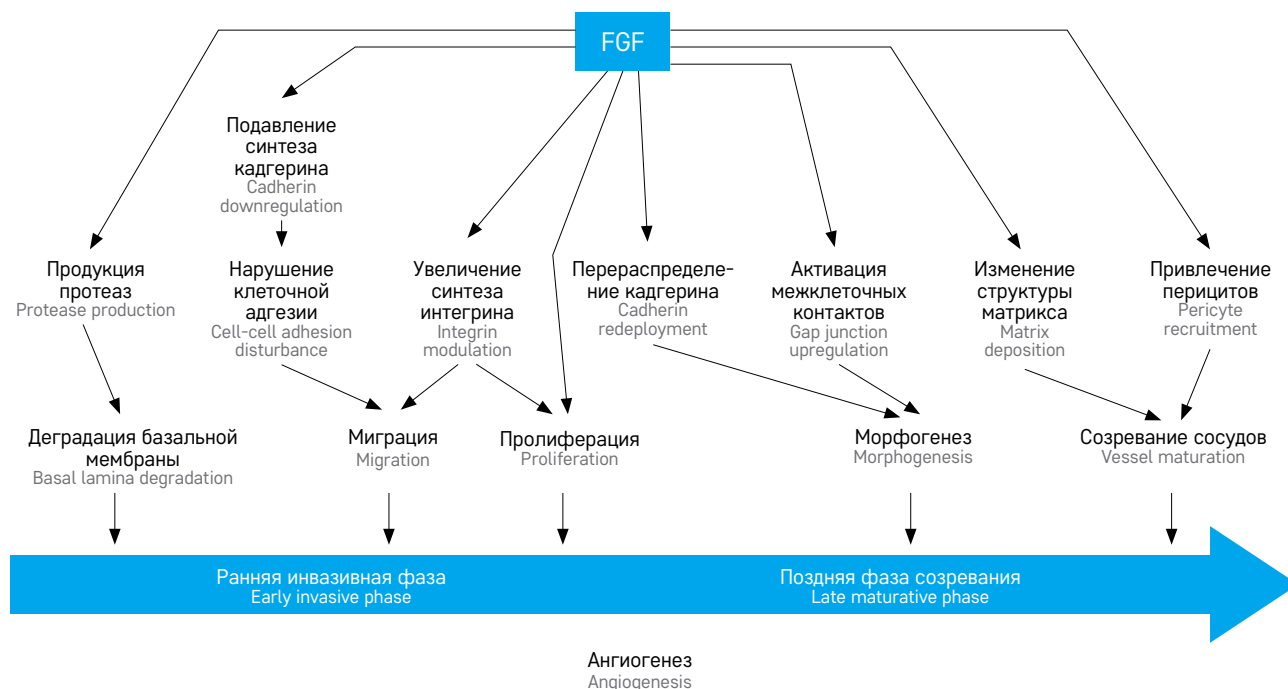 FGF
Подавление
синтеза
кадгерина
Cadherin
downregulation
Продукция
протеаз
Protease production
Нарушение
клеточной
адгезии
Cell-cell adhesion
disturbance
Увеличение
синтеза
интегрина
Integrin
modulation
Перераспределе-
ние кадгерина
Cadherin
redeployment
Активация
межклеточных
контактов
Gap junction
upregulation
Изменение
структуры
матрикса
Matrix
deposition
Привлечение
перицитов
Pericyte
recruitment
Деградация базальной
мембраны
Basal lamina degradation
Миграция
Migration
Пролиферация
Proliferation
Морфогенез
Morphogenesis
Созревание сосудов
Vessel maturation
Ранняя инвазивная фаза
Early invasive phase
Поздняя фаза созревания
Late maturative phase
Ангиогенез
Angiogenesis